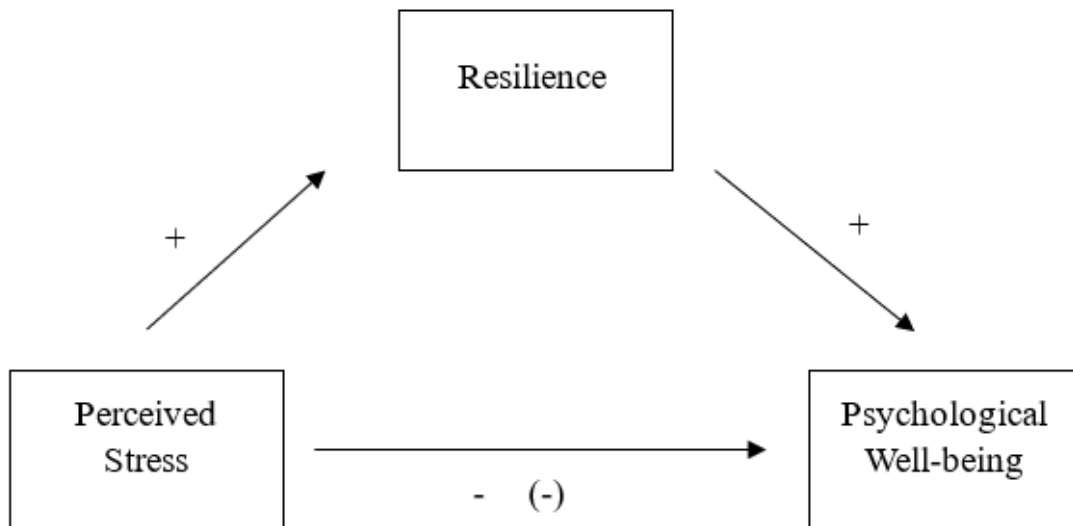 Resilience
+
+
Perceived
Stress
Psychological
Well-being
- (-)